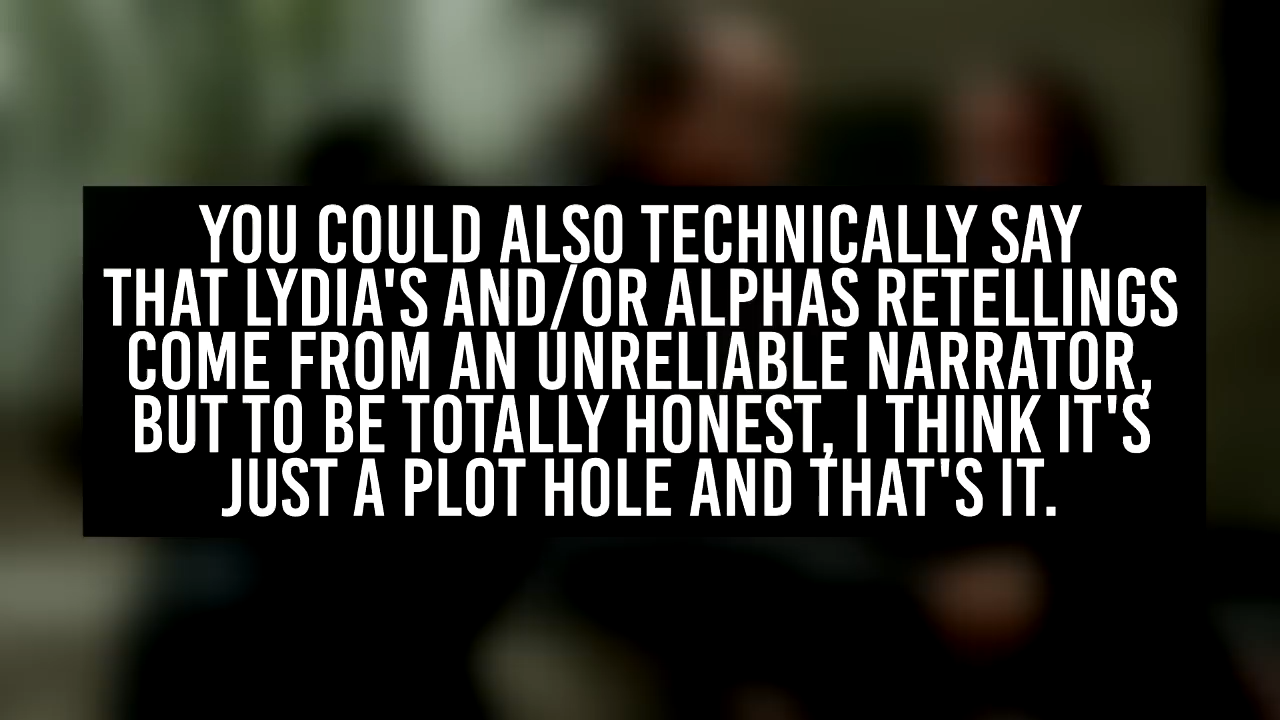 YOU COULD ALSO TECHNICALLY SAY
THAT LYDIA'S AND/OR ALPHAS RETELLINGS
COME FROM AN UNRELIABLE NARRATOR,
BUT TO BE TOTALLY HONEST, I THINK IT'S
JUST A PLOT HOLE AND THAT'S IT.